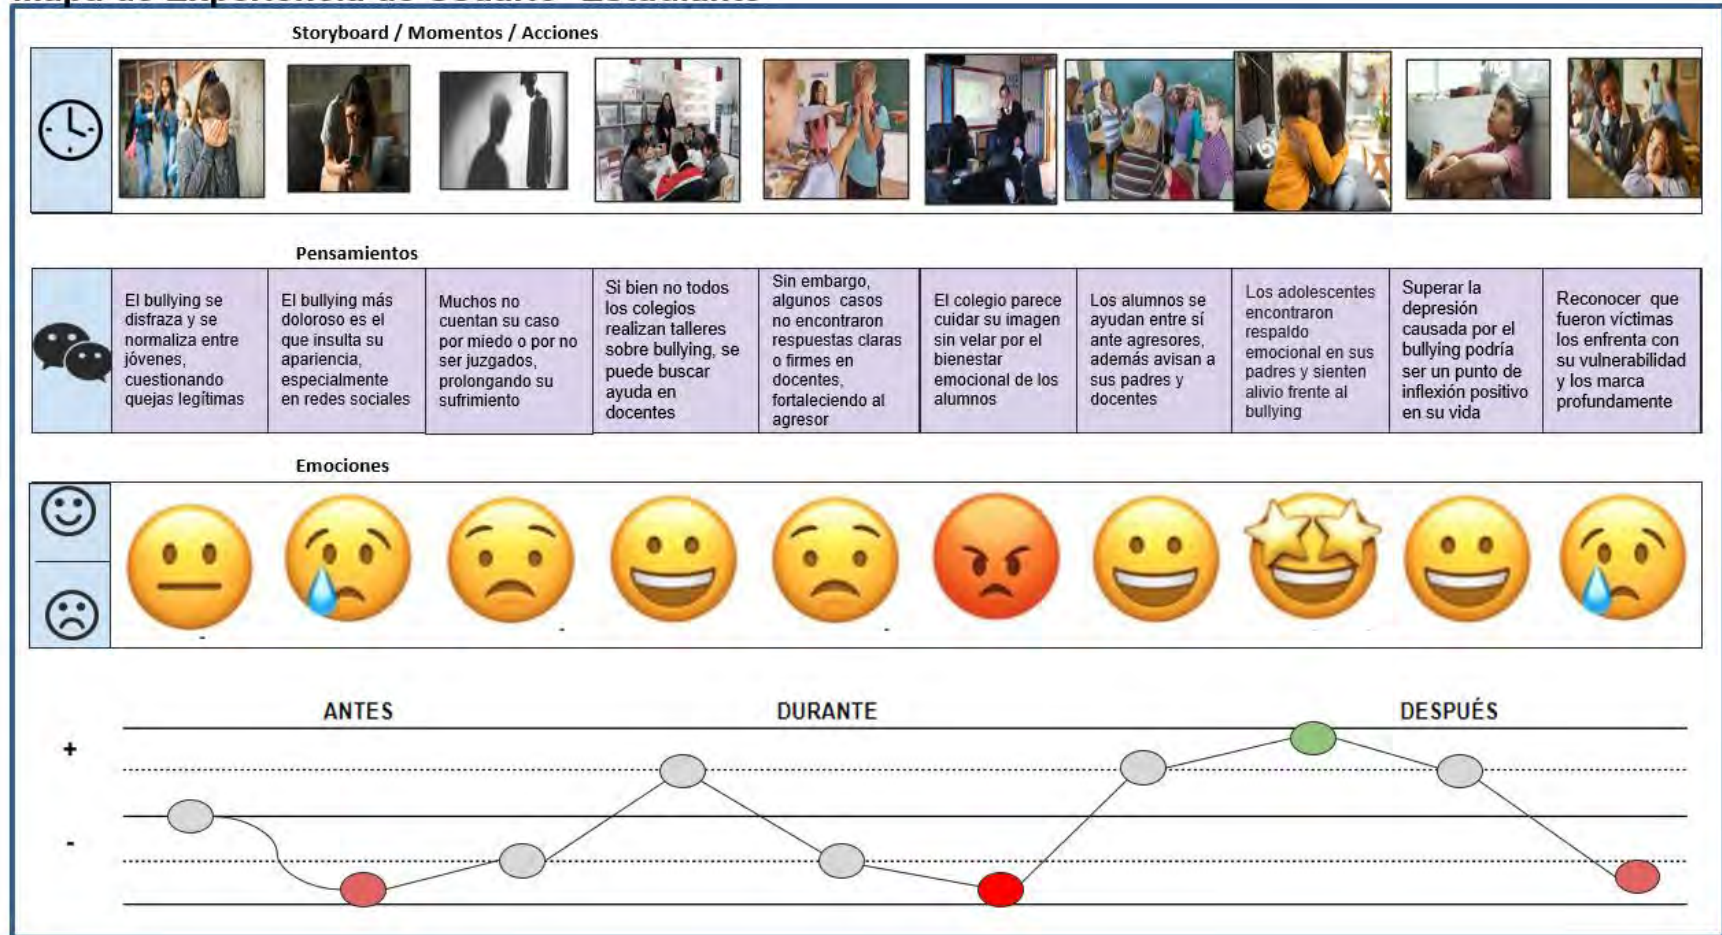 Mapa de Experiencia de Usuario- Estudiante
Storyboard / Momentos / Acciones
Pensamientos
El bullying se
disfraza y se
normaliza entre
jóvenes,
cuestionando
quejas legítimas
El bullying más
doloroso es el
que insulta su
apariencia,
especialmente
en redes sociales
Muchos no
cuentan su caso
por miedo o por no
ser juzgados,
prolongando su
sufrimiento
Si bien no todos
los colegios
realizan talleres
sobre bullying, se
puede buscar
ayuda en
docentes
Sin embargo,
algunos casos
no encontraron
respuestas claras
o firmes en
docentes,
fortaleciendo al
agresor
El colegio parece
cuidar su imagen
sin velar por el
bienestar
emocional de los
alumnos
Los alumnos se
ayudan entre sí
ante agresores,
además avisan a
sus padres y
docentes
Los adolescentes
encontraron
respaldo
emocional en sus
padres y sienten
alivio frente al
bullying
Superar la
depresión
causada por el
bullying podría
ser un punto de
inflexión positivo
en su vida
Reconocer que
fueron víctimas
los enfrenta con
su vulnerabilidad
y los marca
profundamente
Emociones
ANTES
DURANTE
DESPUÉS
+
-